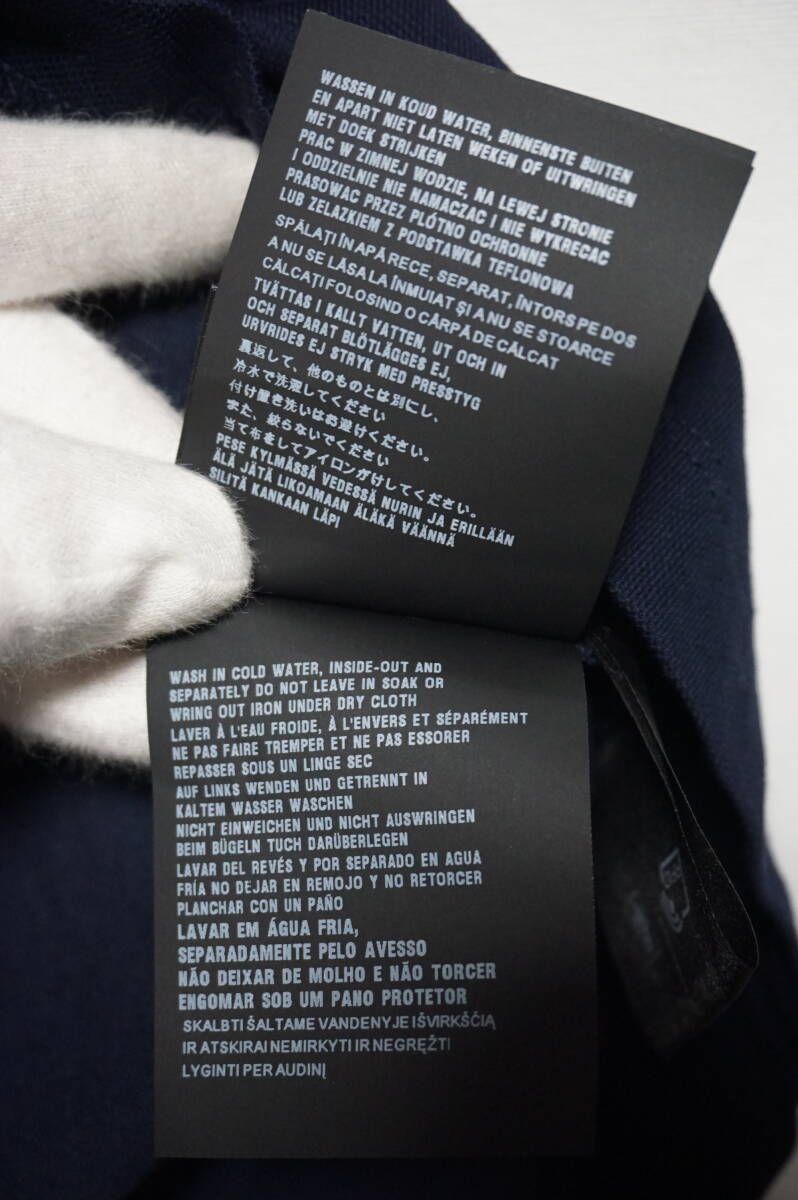 WASSEN IN KOUD WATER, BINNENSTE BUITEN
EN APART NIET LATEN WEKEN OF UITWRINGEN
MET DOEK STRIJKEN
PRAC W ZIMNEJ WODZIE, NA LEWEJ STRONIE
I ODDZIELNIE NIE NAMACZAC I NIE WYKRECAC
PRASOWAC PRZEZ PLÓTNO OCHRONNE
LUB ZELAZKIEM Z PODSTAWKA TEFLONOWA
SPĂLAȚI ÎN APĂ RECE, SEPARAT, ÎNTORS PE DOS
A NU SE LĂSA LA ÎNMUIAT ȘI A NU SE STOARCE
CĂLCAȚI FOLOSIND O CÂRPĂ DE CĂLCAT
TVÄTTAS I KALLT VATTEN, UT OCH IN
OCH SEPARAT BLÖTLÄGGES EJ,
URVRIDES EJ STRYK MED PRESSTYG
裏返して、他のものとは別にし、
冷水で洗濯してください
付け置き洗いはお避けください。
また、絞らないでください
当て布をしてアイロンがけしてください。
PESE KYLMÄSSÄ VEDESSÄ NURIN JA ERILLÄÄN
ÄLÄ JÄTÄ LIKOAMAAN ÄLÄKÄ VÄÄNNÄ
SILITÄ KANKAAN LÄPI
WASH IN COLD WATER, INSIDE-OUT AND
SEPARATELY DO NOT LEAVE IN SOAK OR
WRING OUT IRON UNDER DRY CLOTH
LAVER À L'EAU FROIDE, À L'ENVERS ET SÉPARÉMENT
NE PAS FAIRE TREMPER ET NE PAS ESSORER
REPASSER SOUS UN LINGE SEC
AUF LINKS WENDEN UND GETRENNT IN
KALTEM WASSER WASCHEN
NICHT EINWEICHEN UND NICHT AUSWRINGEN
BEIM BÜGELN TUCH DARÜBERLEGEN
LAVAR DEL REVÉS Y POR SEPARADO EN AGUA
FRÍA NO DEJAR EN REMOJO Y NO RETORCER
PLANCHAR CON UN PAÑO
LAVAR EM ÁGUA FRIA,
SEPARADAMENTE PELO AVESSO
NÃO DEIXAR DE MOLHO E NÃO TORCER
ENGOMAR SOB UM PANO PROTETOR
SKALBTI ŠALTAME VANDENYJE IŠVIRKŠČIĄ
IR ATSKIRAI NEMIRKYTI IR NEGRĘŽTI
LYGINTI PER AUDINĮ